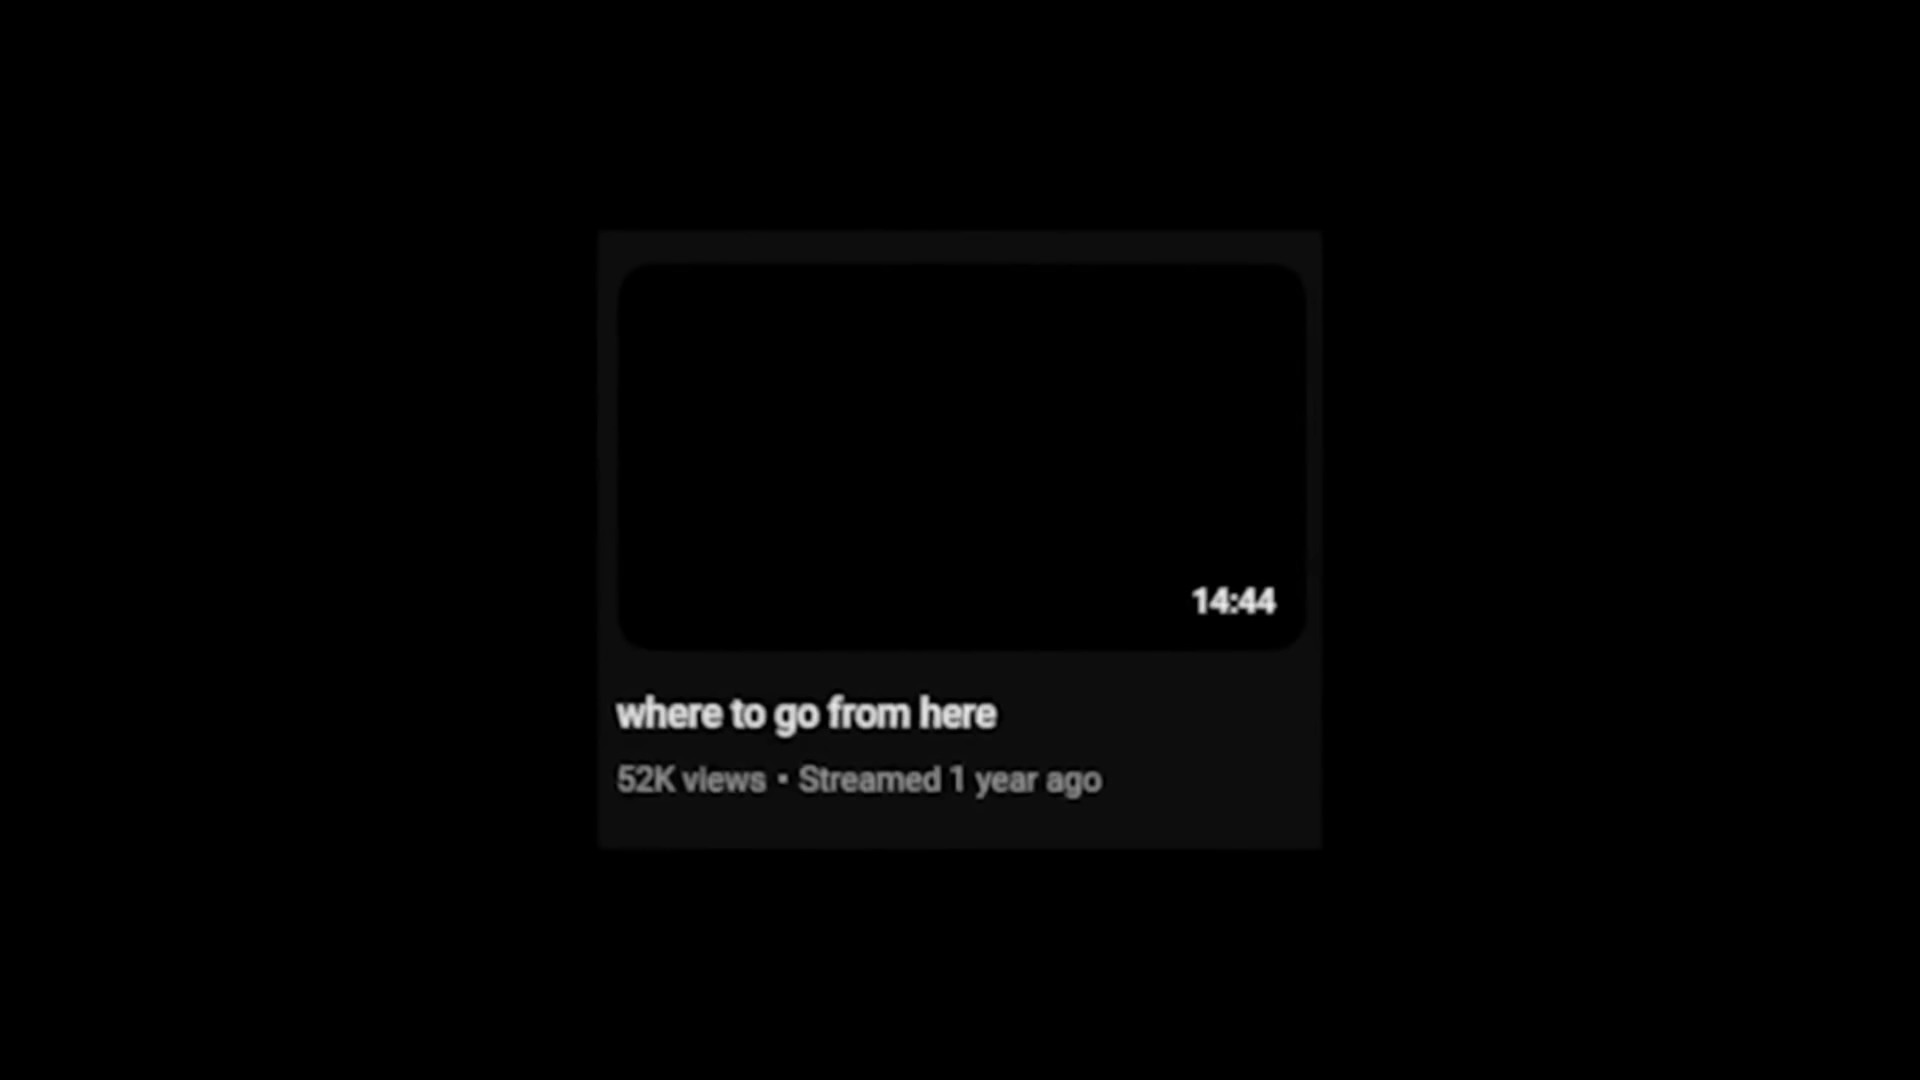 14:44
where to go from here
52K views • Streamed 1 year ago